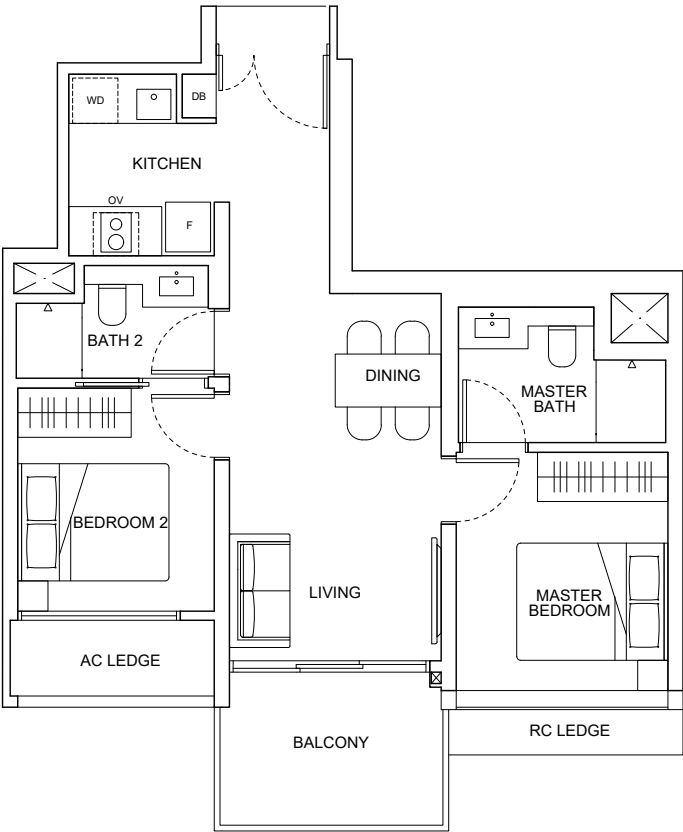 WD
DB
KITCHEN
OV
F
BATH 2
DINING
MASTER
BATH
BEDROOM 2
LIVING
MASTER
BEDROOM
AC LEDGE
RC LEDGE
BALCONY